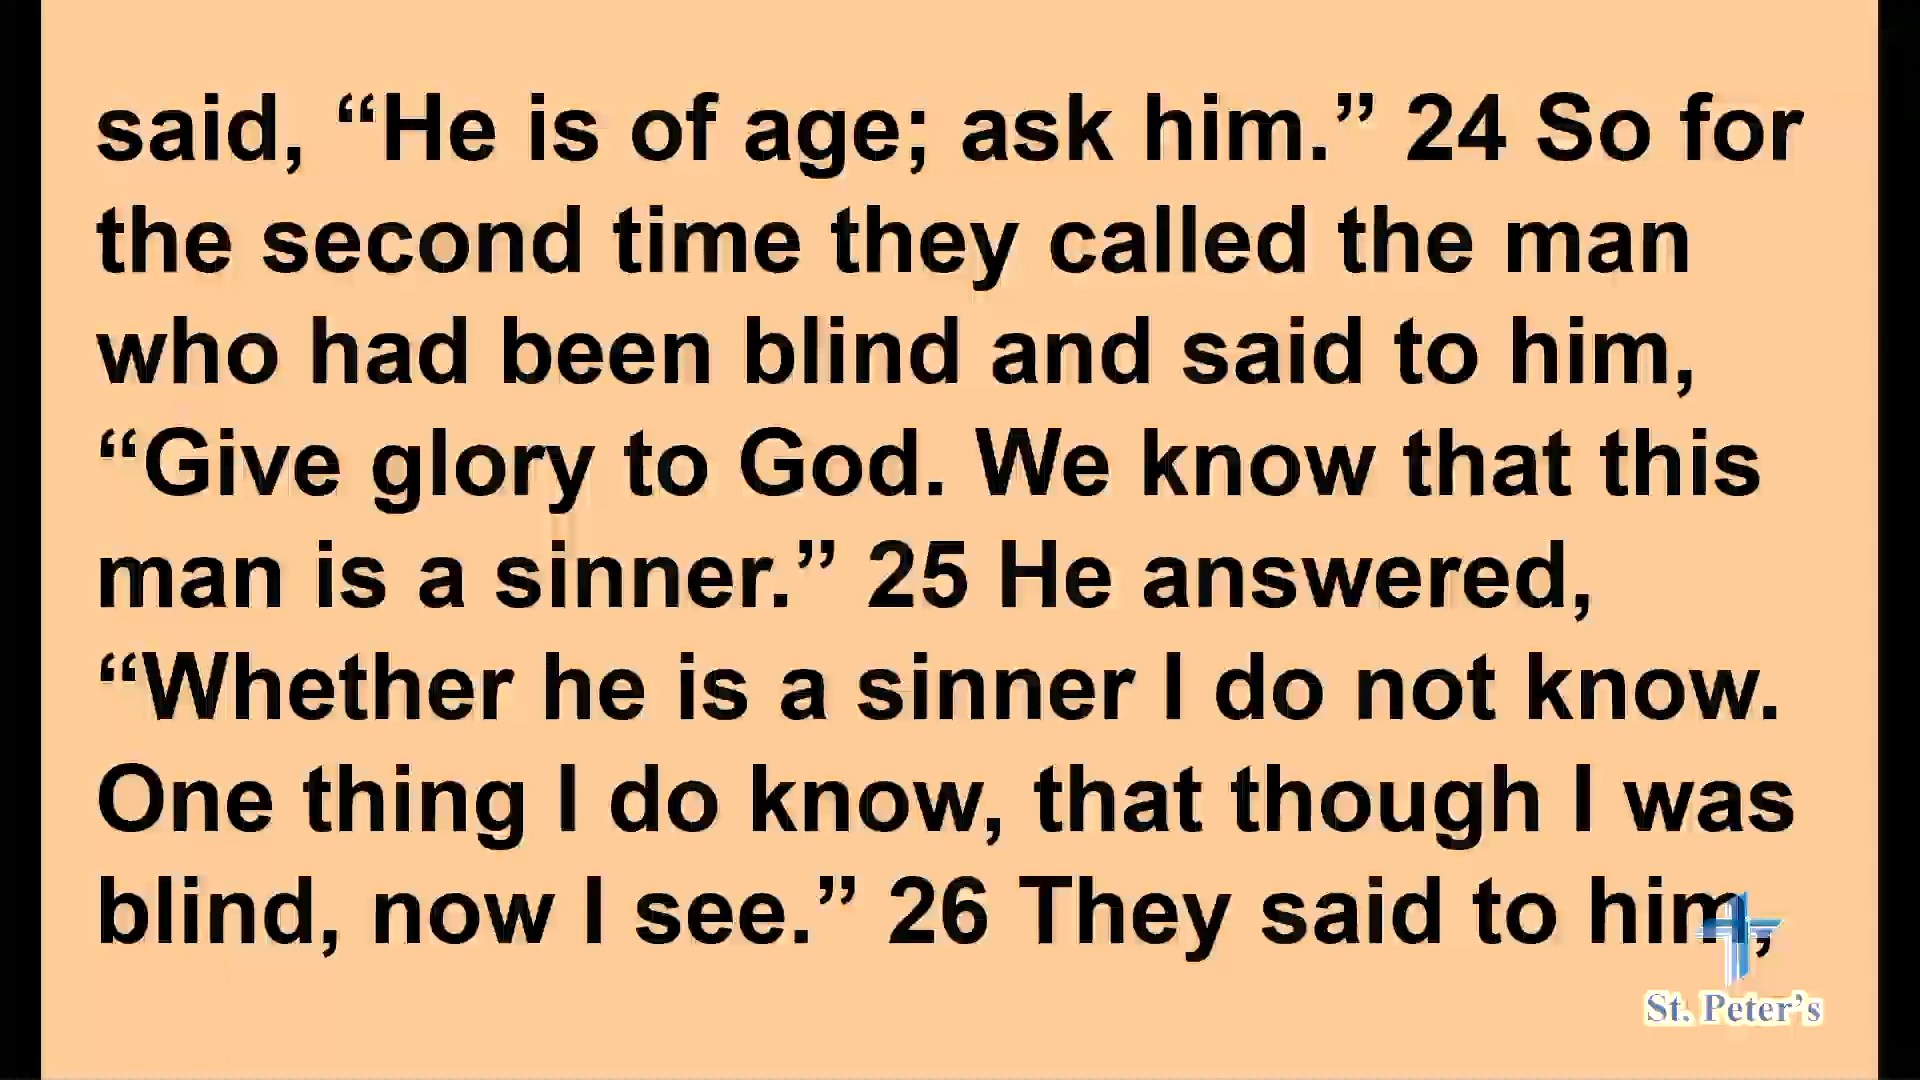 said, “He is of age; ask him.” 24 So for
the second time they called the man
who had been blind and said to him,
“Give glory to God. We know that this
man is a sinner.” 25 He answered,
“Whether he is a sinner I do not know.
One thing I do know, that though I was
blind, now I see.” 26 They said to him,
St. Peter’s